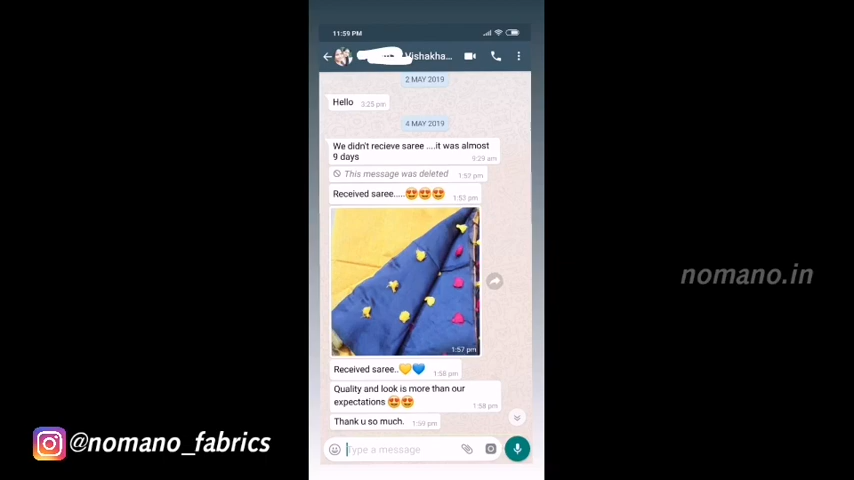 11:59 PM
Vishakha...
2 MAY 2019
Hello 3:25 pm
4 MAY 2019
We didn't recieve saree ....it was almost
9 days 9:29 am
This message was deleted 1:57 pm
Received saree.....😍😍😍 1:53 pm
1:57 pm
Received saree..💛💙 1:58 pm
Quality and look is more than our
expectations 😍😍 1:58 pm
Thank u so much. 1:59 pm
Type a message
nomano.in
@nomano_fabrics